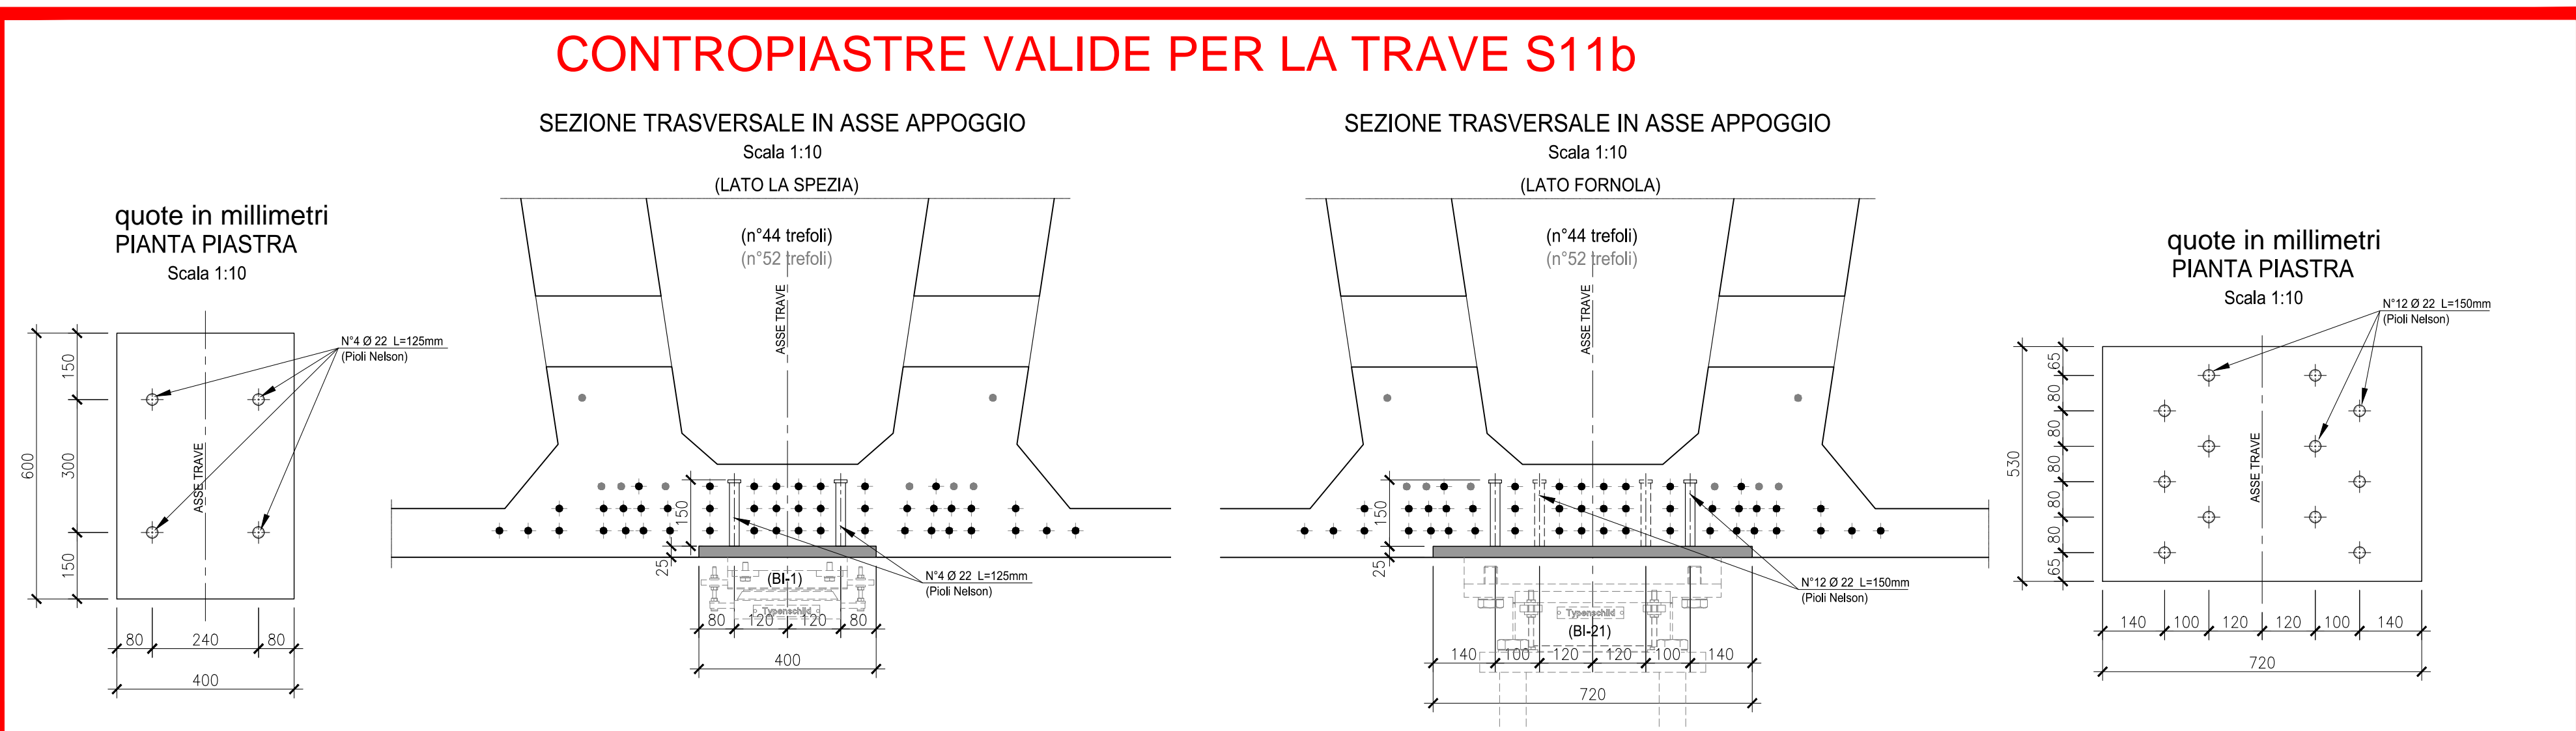 CONTROPIASTRE VALIDE PER LA TRAVE S11b
quote in millimetri
PIANTA PIASTRA
Scala 1:10
N°4 Ø 22 L=125mm
(Pioli Nelson)
ASSE TRAVE
600
150
300
150
80
240
80
400
SEZIONE TRASVERSALE IN ASSE APPOGGIO
Scala 1:10
(LATO LA SPEZIA)
(n°44 trefoli)
(n°52 trefoli)
ASSE TRAVE
150
25
(BI-1)
Typenschild
N°4 Ø 22 L=125mm
(Pioli Nelson)
80
120
120
80
400
SEZIONE TRASVERSALE IN ASSE APPOGGIO
Scala 1:10
(LATO FORNOLA)
(n°44 trefoli)
(n°52 trefoli)
ASSE TRAVE
150
25
Typenschild
(BI-21)
N°12 Ø 22 L=150mm
(Pioli Nelson)
140
100
120
120
100
140
720
quote in millimetri
PIANTA PIASTRA
Scala 1:10
N°12 Ø 22 L=150mm
(Pioli Nelson)
ASSE TRAVE
530
65
80
80
80
80
80
65
140
100
120
120
100
140
720